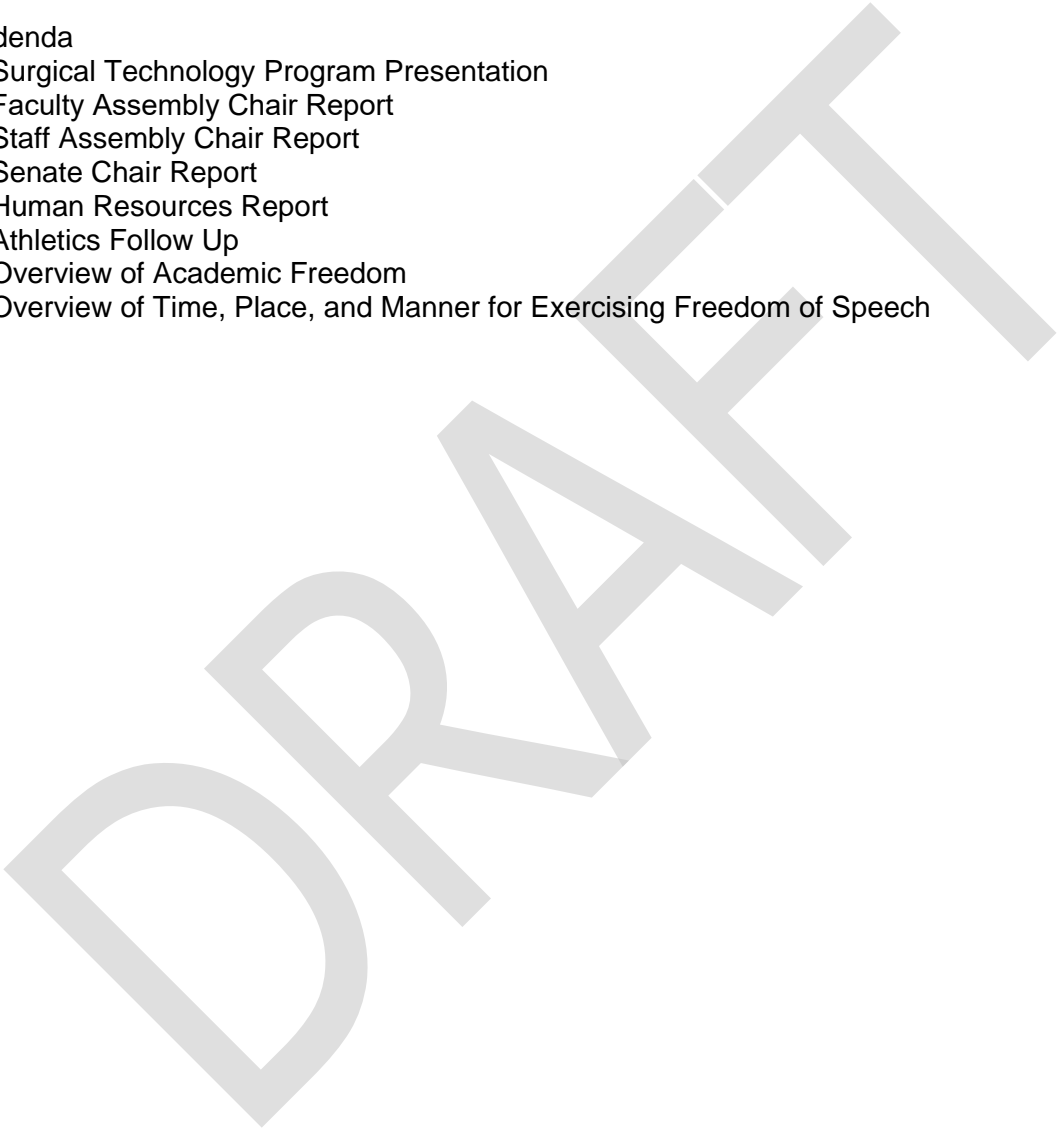 denda
Surgical Technology Program Presentation
Faculty Assembly Chair Report
Staff Assembly Chair Report
Senate Chair Report
Human Resources Report
Athletics Follow Up
Overview of Academic Freedom
Overview of Time, Place, and Manner for Exercising Freedom of Speech
DRAFT